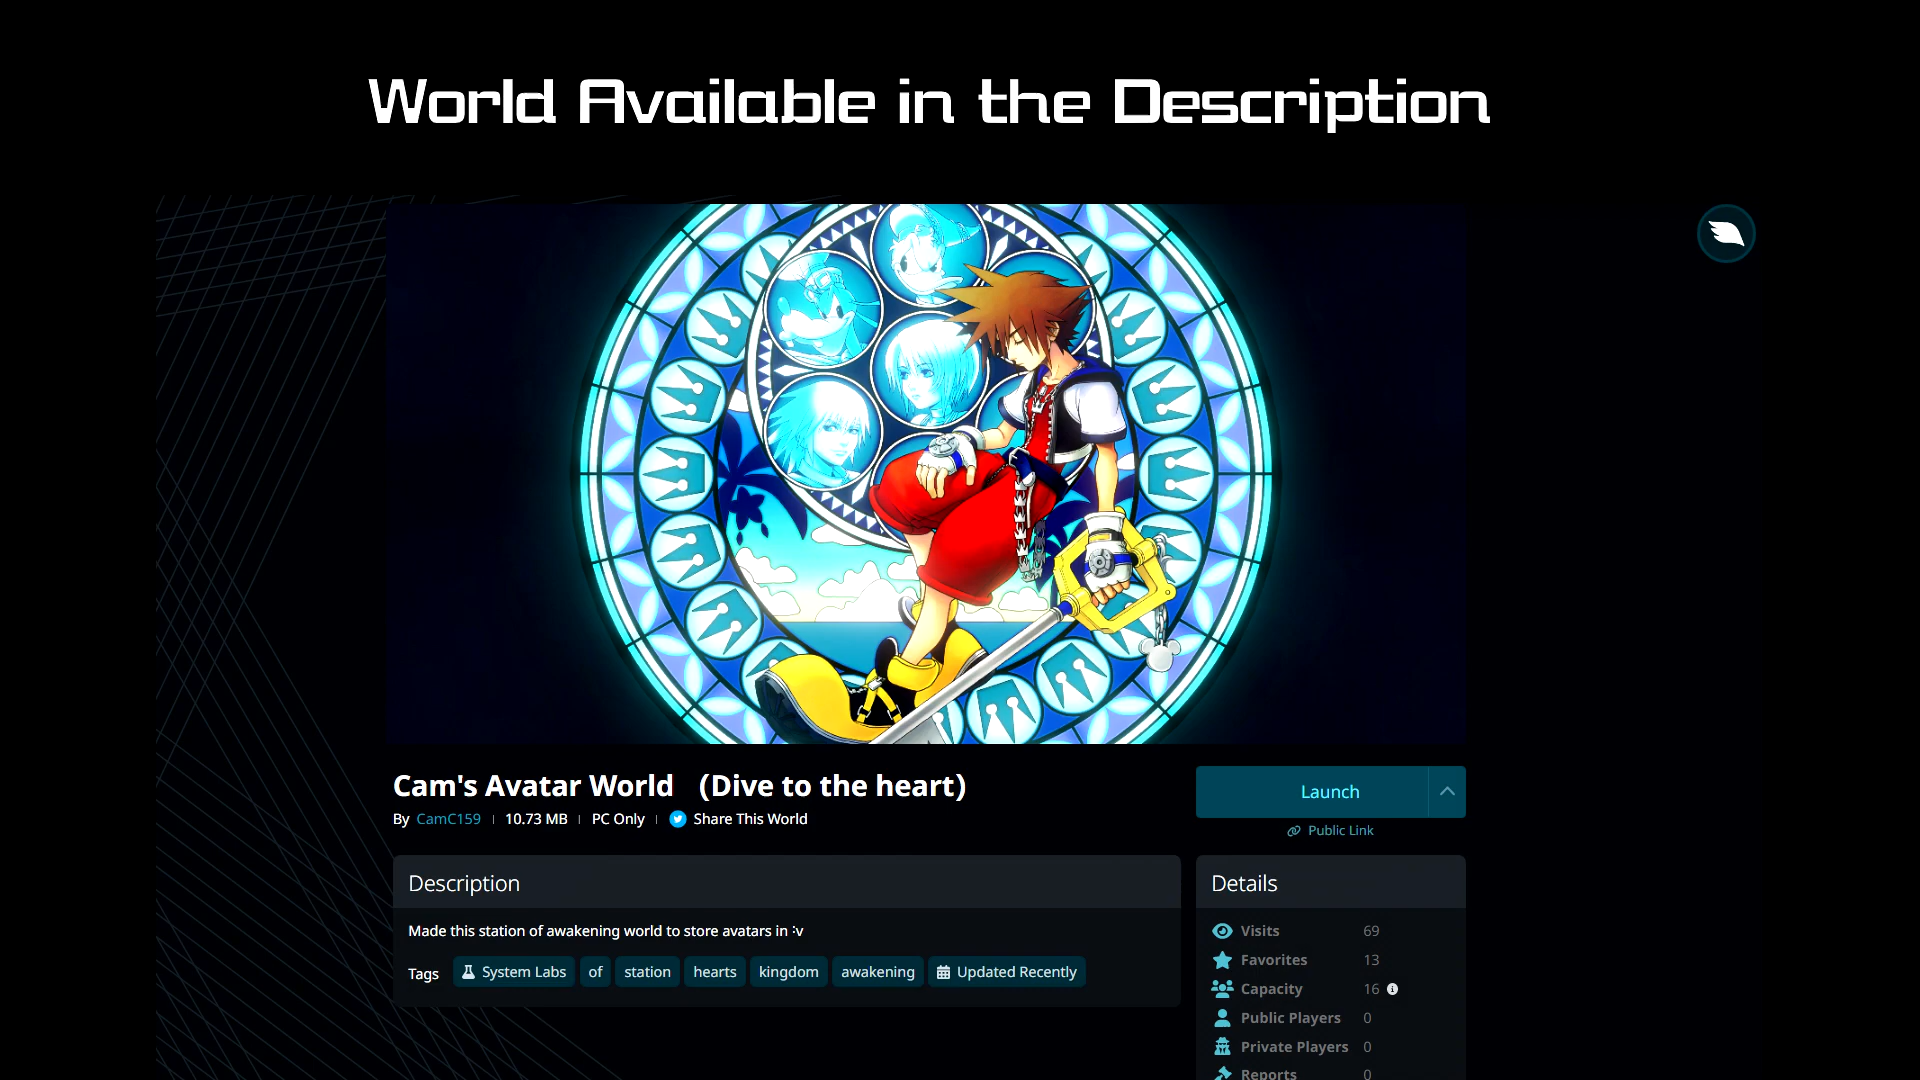 World Available in the Description
Cam's Avatar World (Dive to the heart)
By CamC159 10.73 MB PC Only Share This World
Launch
Public Link
Description
Made this station of awakening world to store avatars in :v
Tags System Labs of station hearts kingdom awakening Updated Recently
Details
Visits 69
Favorites 13
Capacity 16
Public Players 0
Private Players 0
Reports 0